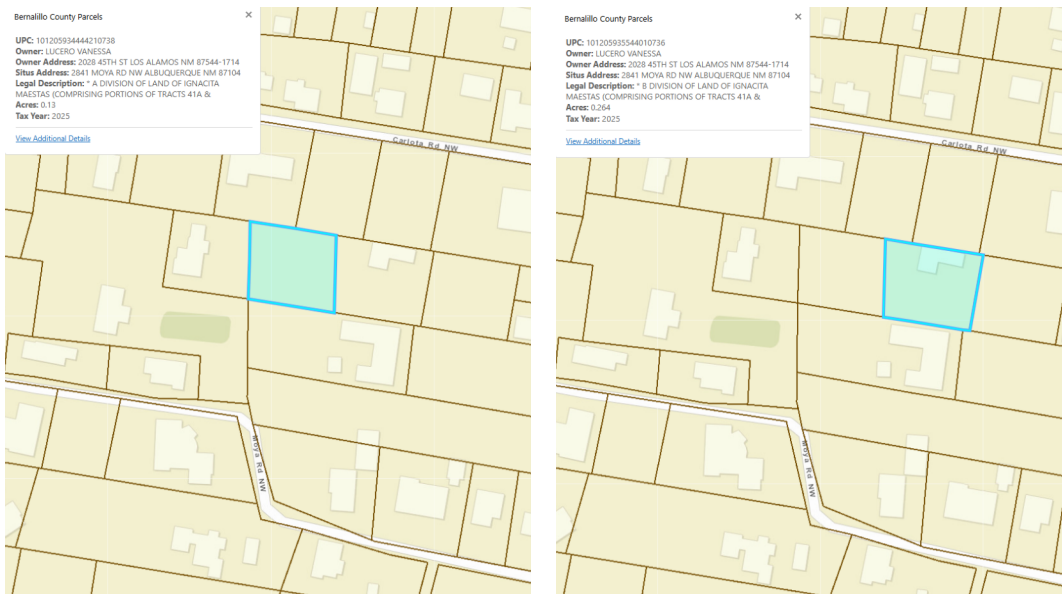 Bernalillo County Parcels
UPC: 101205934444210738
Owner: LUCERO VANESSA
Owner Address: 2028 45TH ST LOS ALAMOS NM 87544-1714
Situs Address: 2841 MOYA RD NW ALBUQUERQUE NM 87104
Legal Description: * A DIVISION OF LAND OF IGNACITA
MAESTAS (COMPRISING PORTIONS OF TRACTS 41A &
Acres: 0.13
Tax Year: 2025
View Additional Details
Carlota Rd NW
Moya Rd NW
Bernalillo County Parcels
UPC: 101205935544010736
Owner: LUCERO VANESSA
Owner Address: 2028 45TH ST LOS ALAMOS NM 87544-1714
Situs Address: 2841 MOYA RD NW ALBUQUERQUE NM 87104
Legal Description: * B DIVISION OF LAND OF IGNACITA
MAESTAS (COMPRISING PORTIONS OF TRACTS 41A &
Acres: 0.264
Tax Year: 2025
View Additional Details
Carlota Rd NW
Moya Rd NW